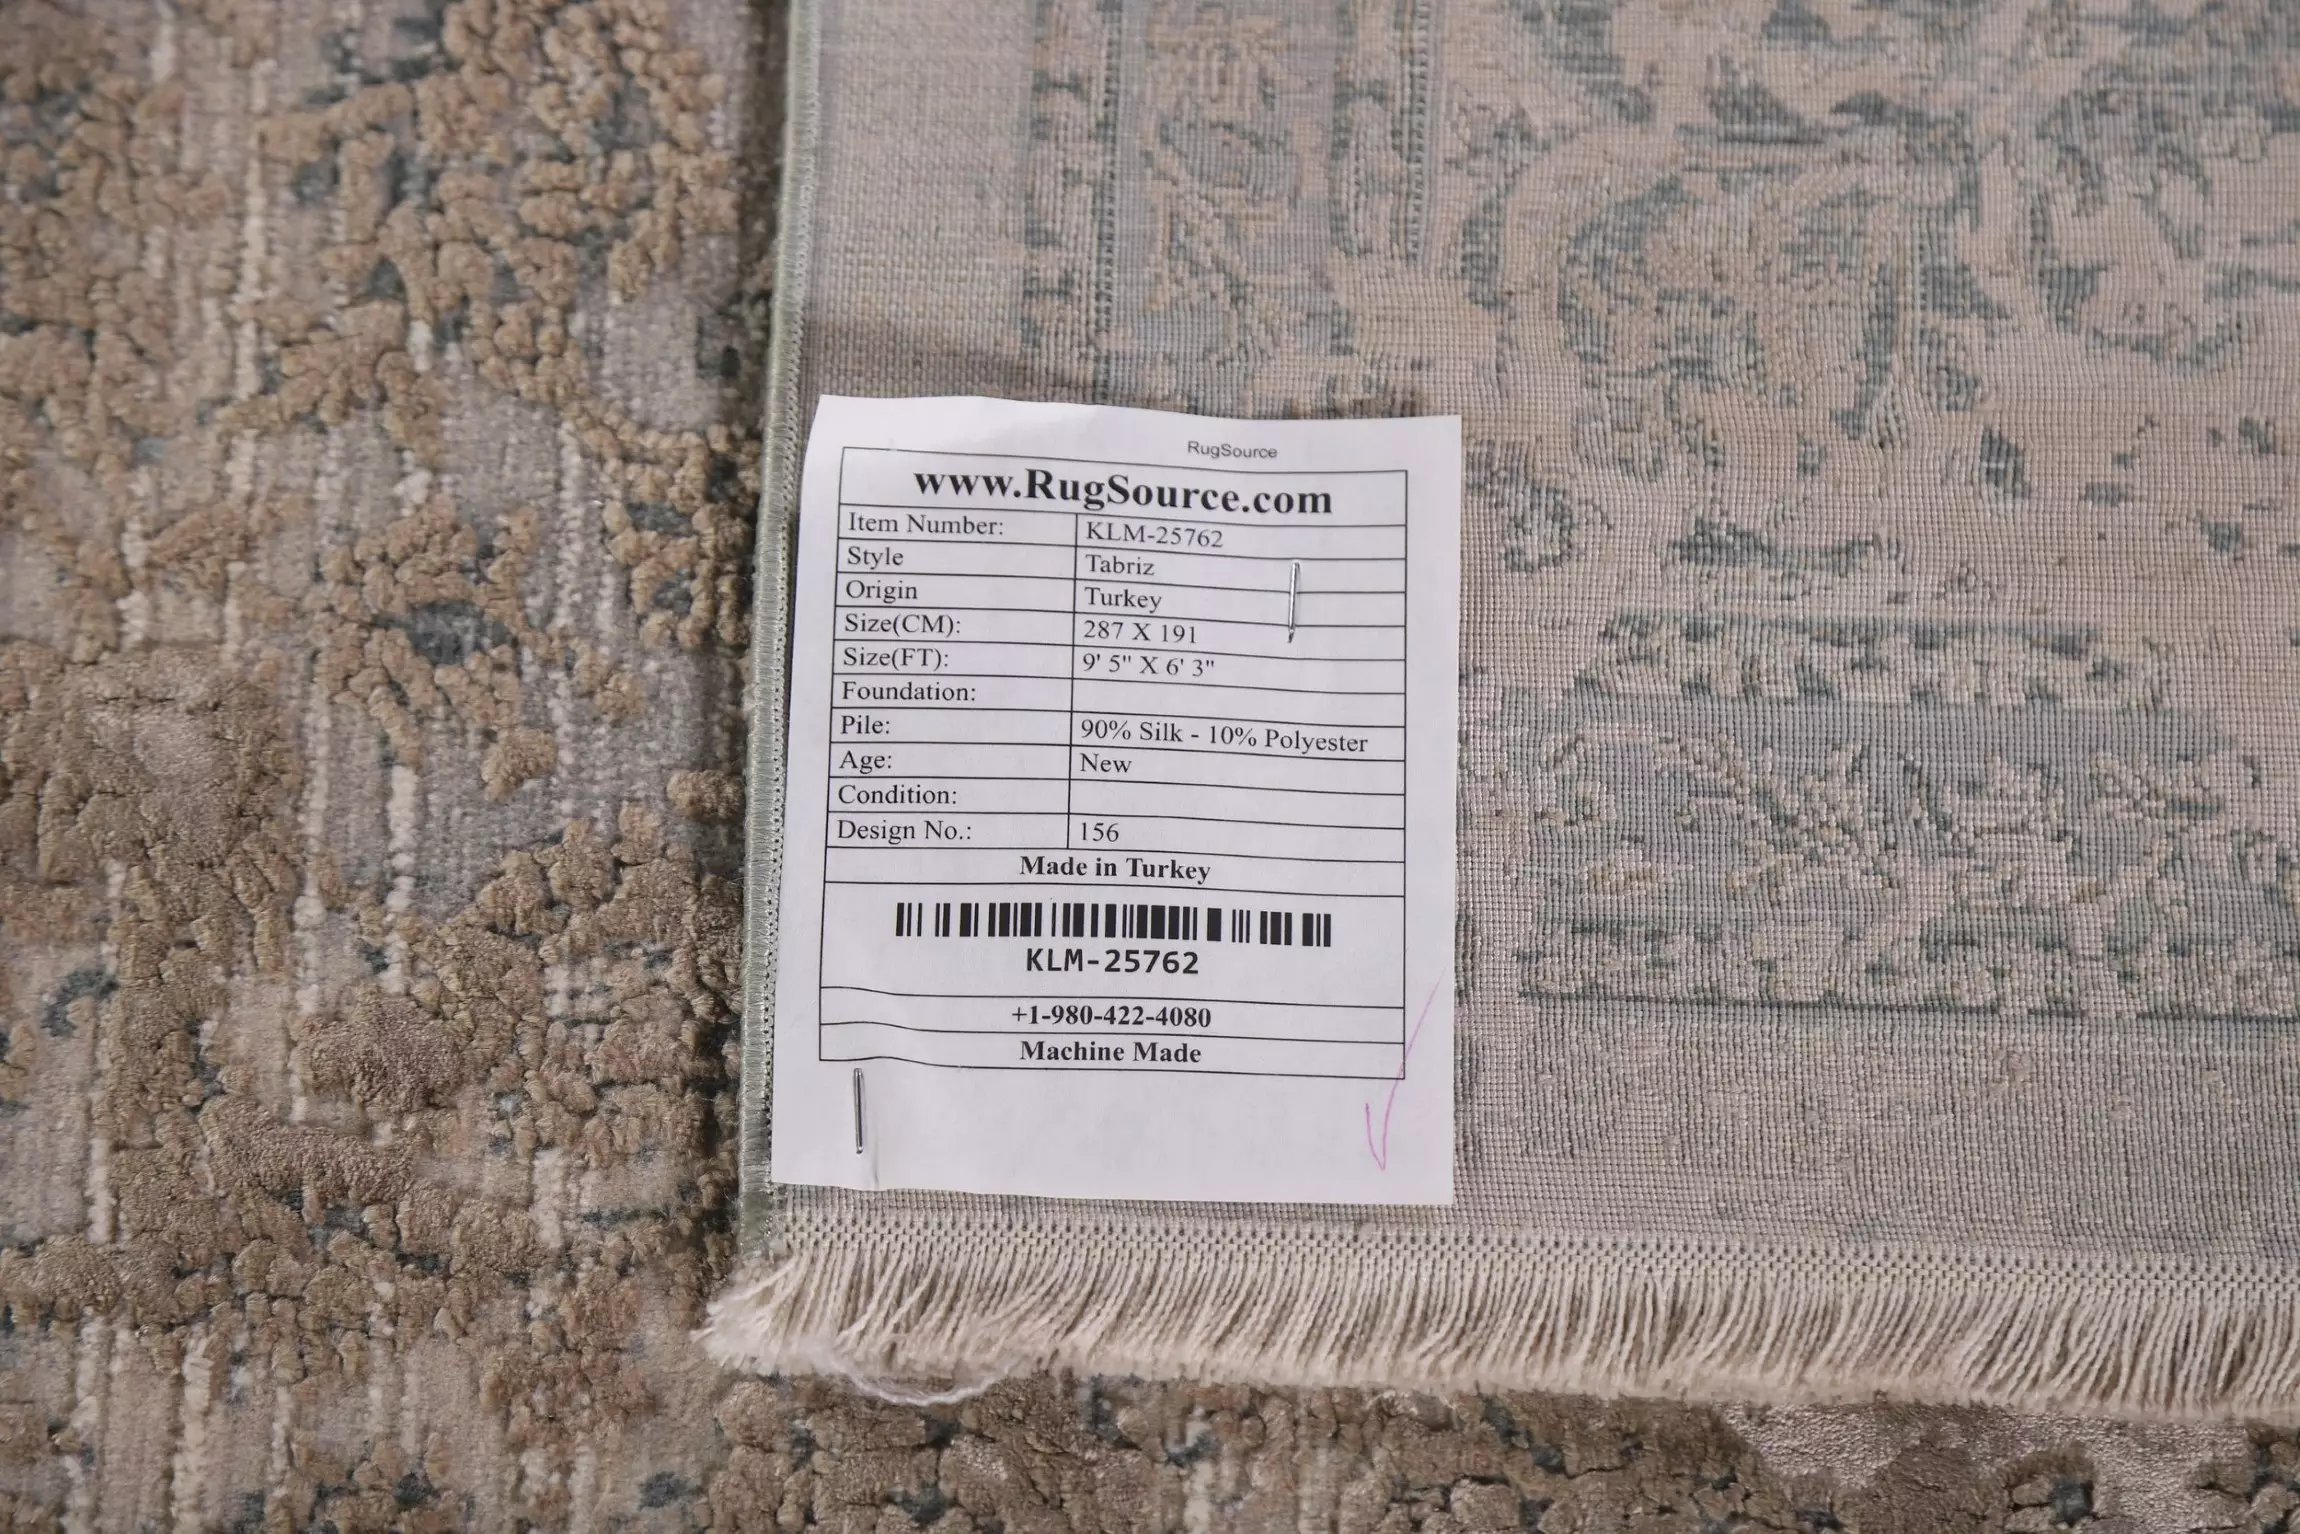 RugSource
www.RugSource.com
Item Number: KLM-25762
Style Tabriz
Origin Turkey
Size(CM): 287 X 191
Size(FT): 9' 5" X 6' 3"
Foundation:
Pile: 90% Silk - 10% Polyester
Age: New
Condition:
Design No.: 156
Made in Turkey
KLM-25762
+1-980-422-4080
Machine Made